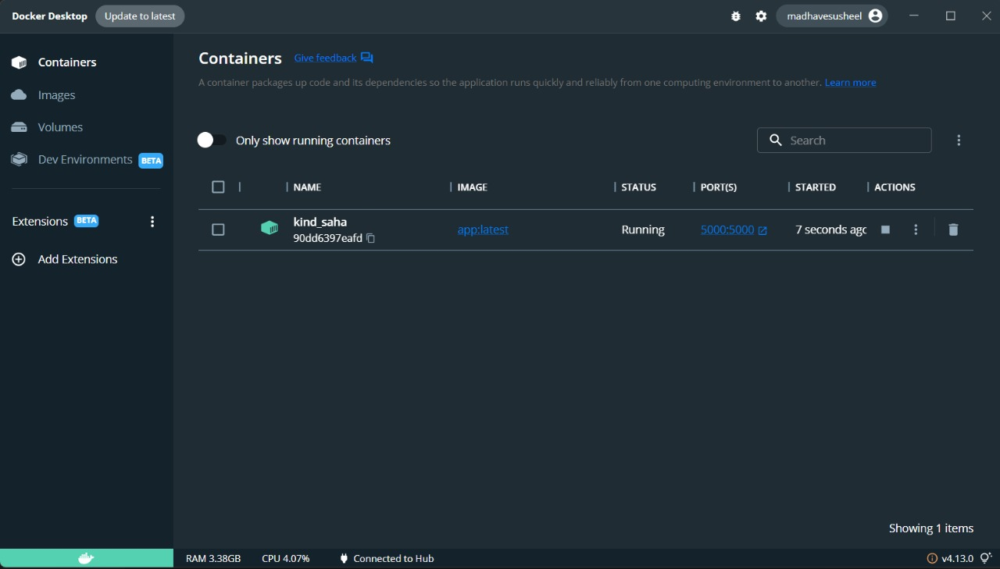 Docker Desktop Update to latest madhavesusheel
Containers
Images
Volumes
Dev Environments BETA
Extensions BETA
Add Extensions
Containers Give feedback
A container packages up code and its dependencies so the application runs quickly and reliably from one computing environment to another. Learn more
Only show running containers Search
NAME IMAGE STATUS PORT(S) STARTED ACTIONS
kind_saha
90dd6397eafd app:latest Running 5000:5000 7 seconds agc
Showing 1 items
RAM 3.38GB CPU 4.07% Connected to Hub v4.13.0